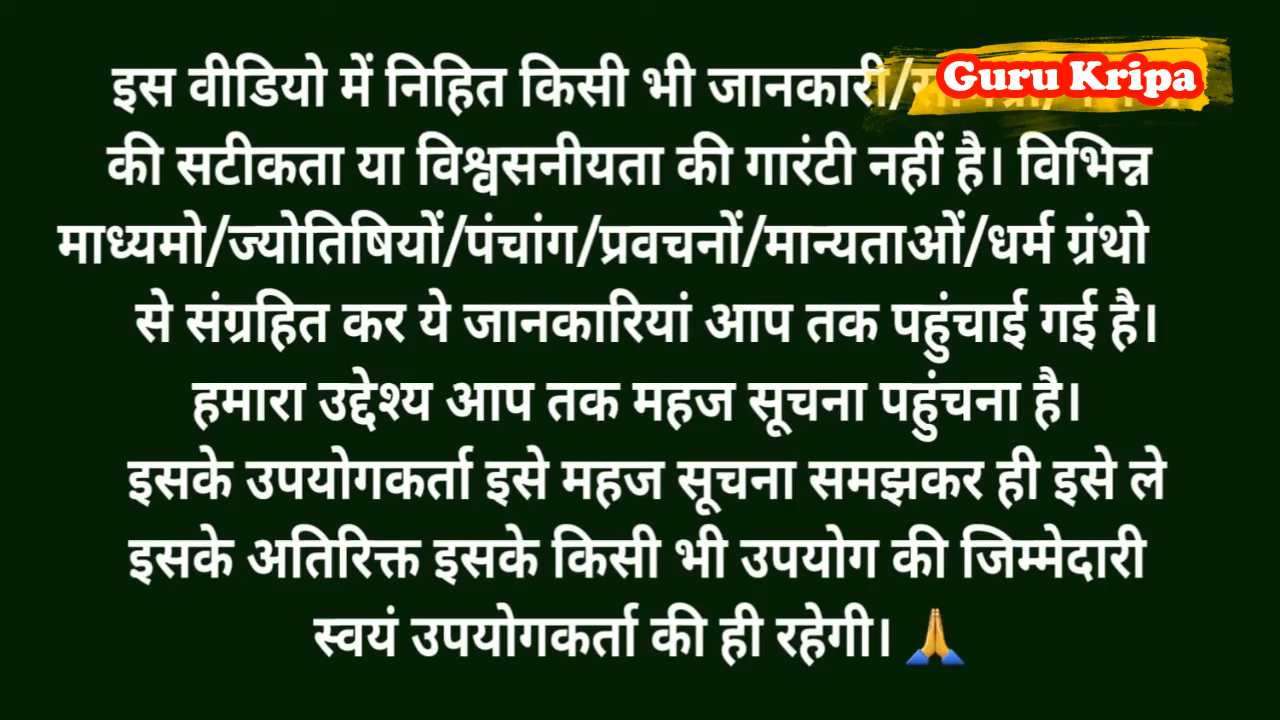 इस वीडियो में निहित किसी भी जानकारी/
Guru Kripa
की सटीकता या विश्वसनीयता की गारंटी नहीं है। विभिन्न
माध्यमो/ज्योतिषियों/पंचांग/प्रवचनों/मान्यताओं/धर्म ग्रंथो
से संग्रहित कर ये जानकारियां आप तक पहुंचाई गई है।
हमारा उद्देश्य आप तक महज सूचना पहुंचना है।
इसके उपयोगकर्ता इसे महज सूचना समझकर ही इसे ले
इसके अतिरिक्त इसके किसी भी उपयोग की जिम्मेदारी
स्वयं उपयोगकर्ता की ही रहेगी। 🙏